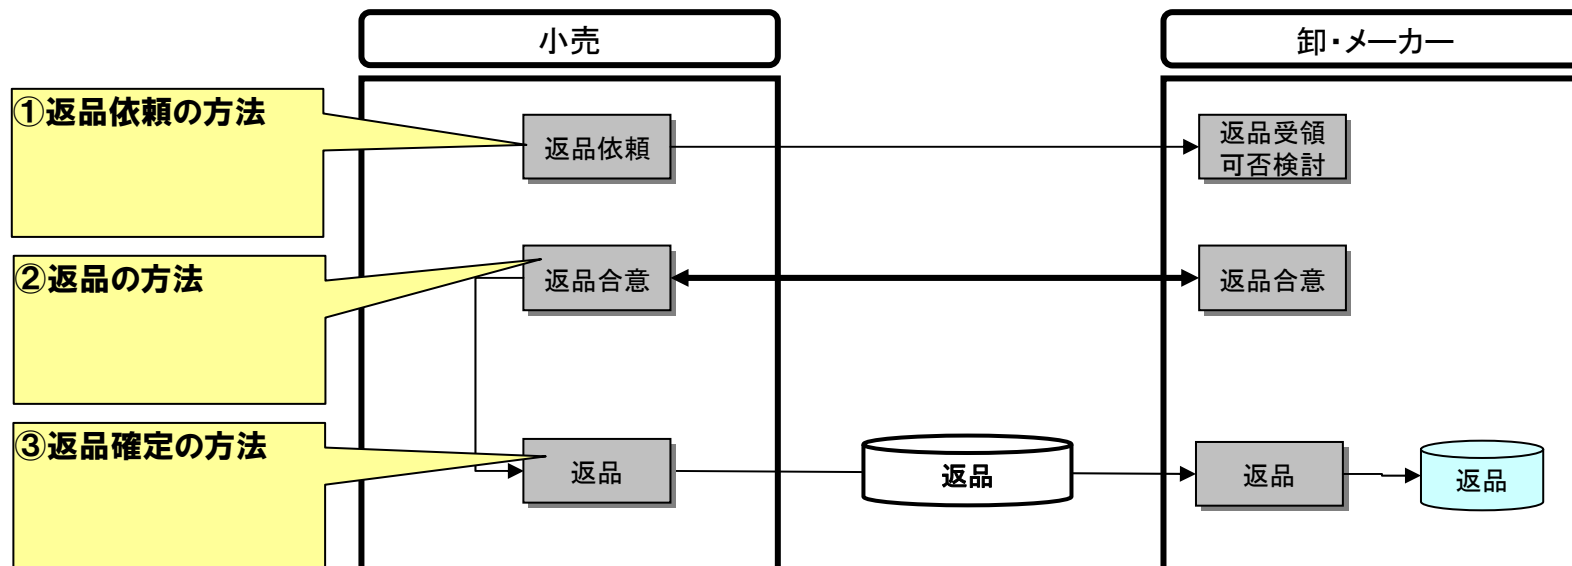 小売
卸・メーカー
①返品依頼の方法
返品依頼
返品受領
可否検討
②返品の方法
返品合意
返品合意
③返品確定の方法
返品
返品
返品
返品